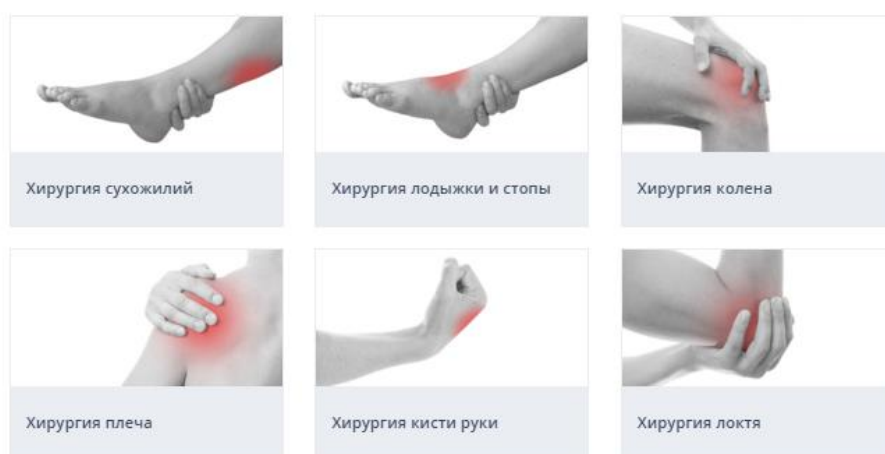 Хирургия сухожилий
Хирургия лодыжки и стопы
Хирургия колена
Хирургия плеча
Хирургия кисти руки
Хирургия локтя